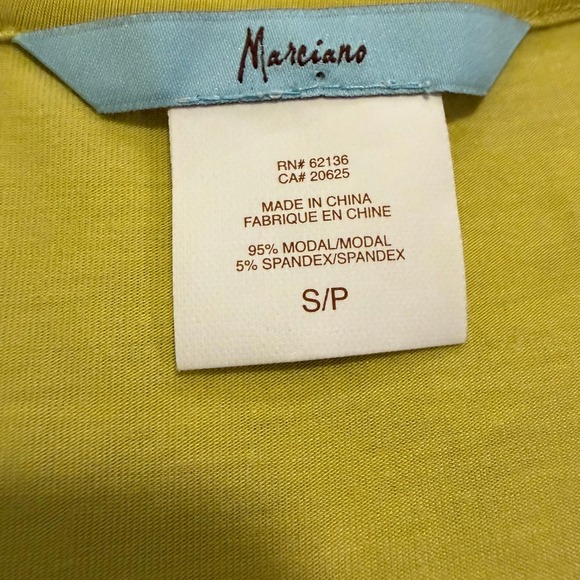 Marciano
RN# 62136
CA# 20625
MADE IN CHINA
FABRIQUE EN CHINE
95% MODAL/MODAL
5% SPANDEX/SPANDEX
S/P